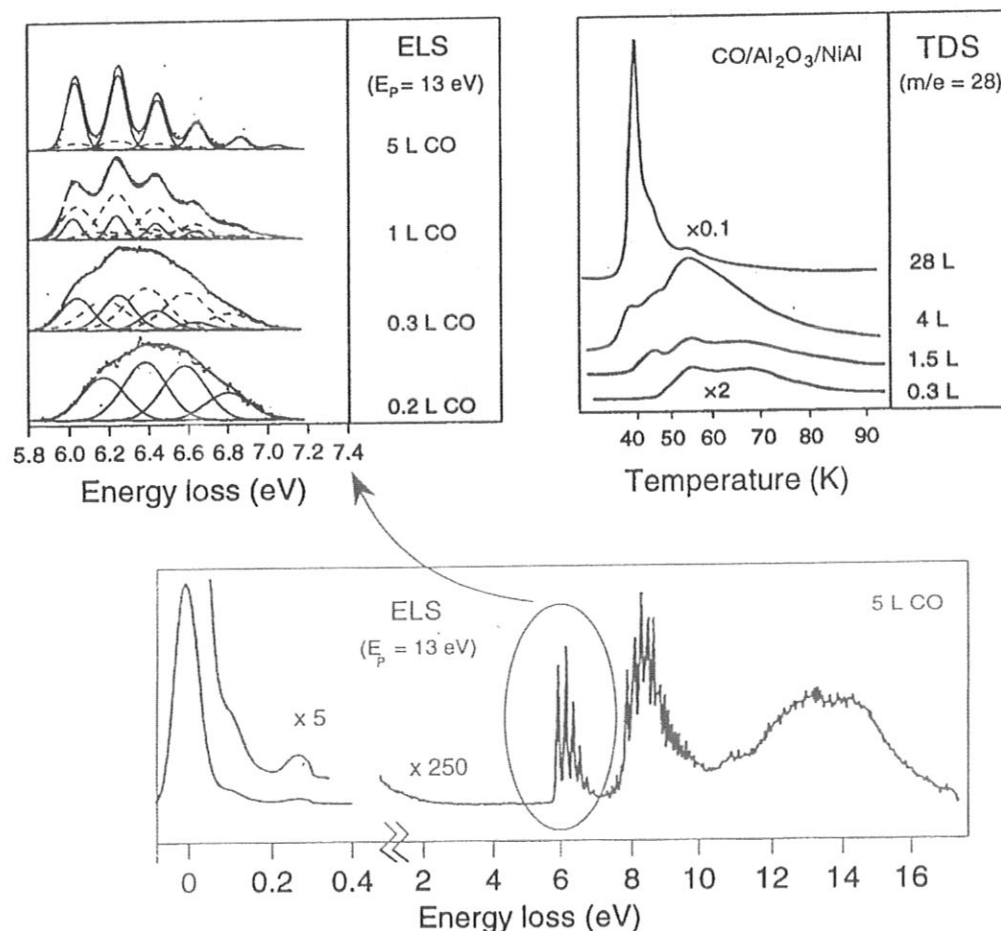 ELS
(E_P = 13 eV)
5 L CO
1 L CO
0.3 L CO
0.2 L CO
5.8 6.0 6.2 6.4 6.6 6.8 7.0 7.2 7.4
Energy loss (eV)
CO/Al₂O₃/NiAl
TDS
(m/e = 28)
×0.1
28 L
4 L
1.5 L
×2
0.3 L
40 50 60 70 80 90
Temperature (K)
ELS
(E_P = 13 eV)
5 L CO
x 5
x 250
0 0.2 0.4 2 4 6 8 10 12 14 16
Energy loss (eV)